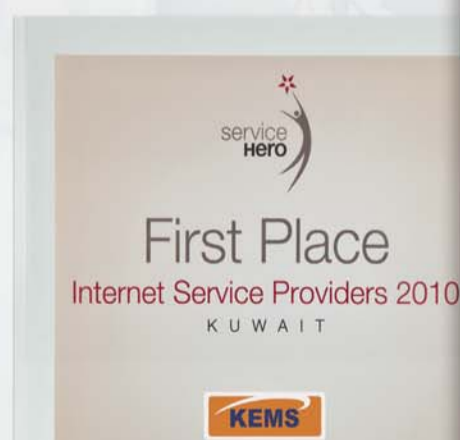 service
HERO
First Place
Internet Service Providers 2010
KUWAIT
KEMS